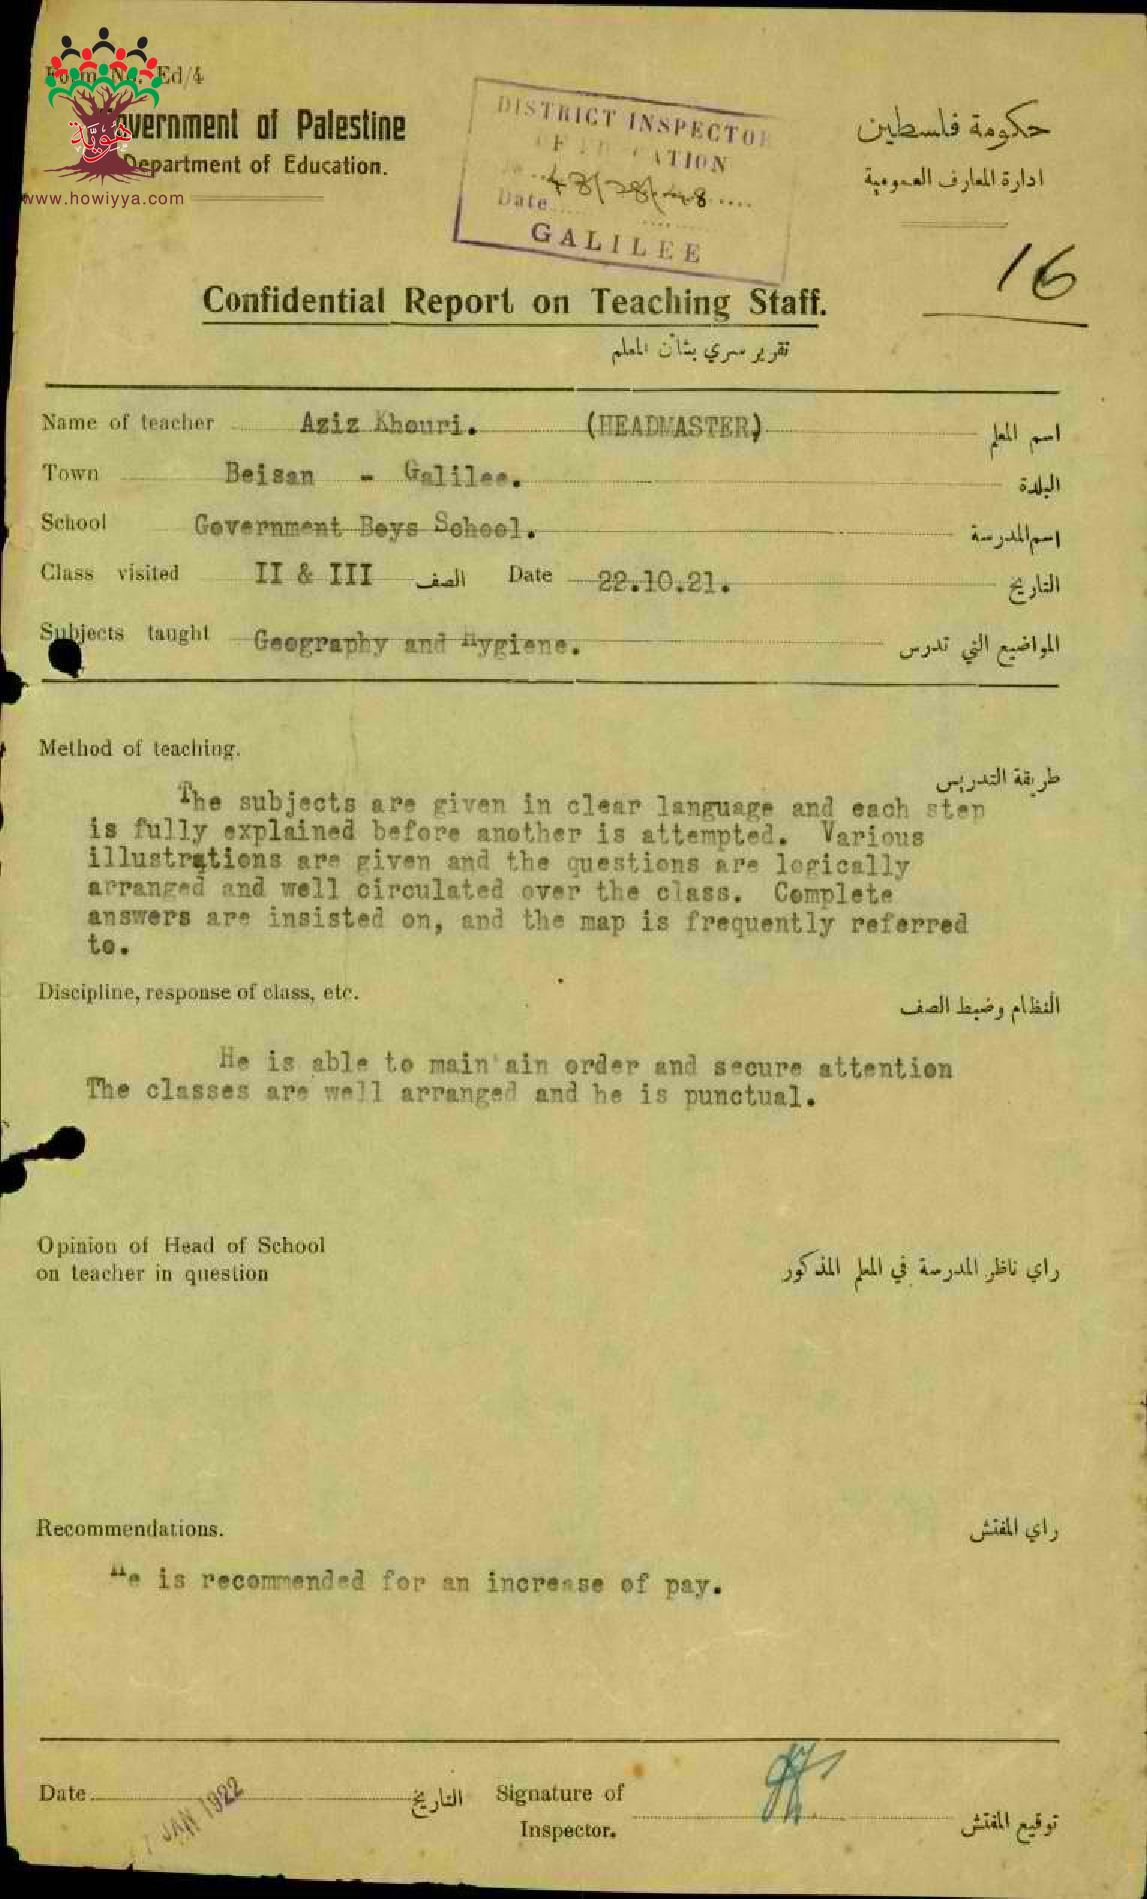 Form No. Ed/4
Government of Palestine
Department of Education.
هُوِيَّة
www.howiyya.com
DISTRICT INSPECTOR
OF EDUCATION
Date
GALILEE
حكومة فلسطين
ادارة المعارف العمومية
16
Confidential Report on Teaching Staff.
تقرير سري بشأن المعلم
Name of teacher Aziz Khouri. (HEADMASTER) اسم المعلم
Town Beisan - Galilee. البلدة
School Government Boys School. اسم المدرسة
Class visited II & III الصف Date 22.10.21. التاريخ
Subjects taught Geography and Hygiene. المواضيع التي تدرس
Method of teaching.
طريقة التدريس
The subjects are given in clear language and each step
is fully explained before another is attempted. Various
illustrations are given and the questions are logically
arranged and well circulated over the class. Complete
answers are insisted on, and the map is frequently referred
to.
Discipline, response of class, etc.
النظام وضبط الصف
He is able to main ain order and secure attention
The classes are well arranged and he is punctual.
Opinion of Head of School
on teacher in question
راي ناظر المدرسة في المعلم المذكور
Recommendations.
راي المفتش
He is recommended for an increase of pay.
Date 7 JAN 1922 التاريخ
Signature of
Inspector.
توقيع المفتش